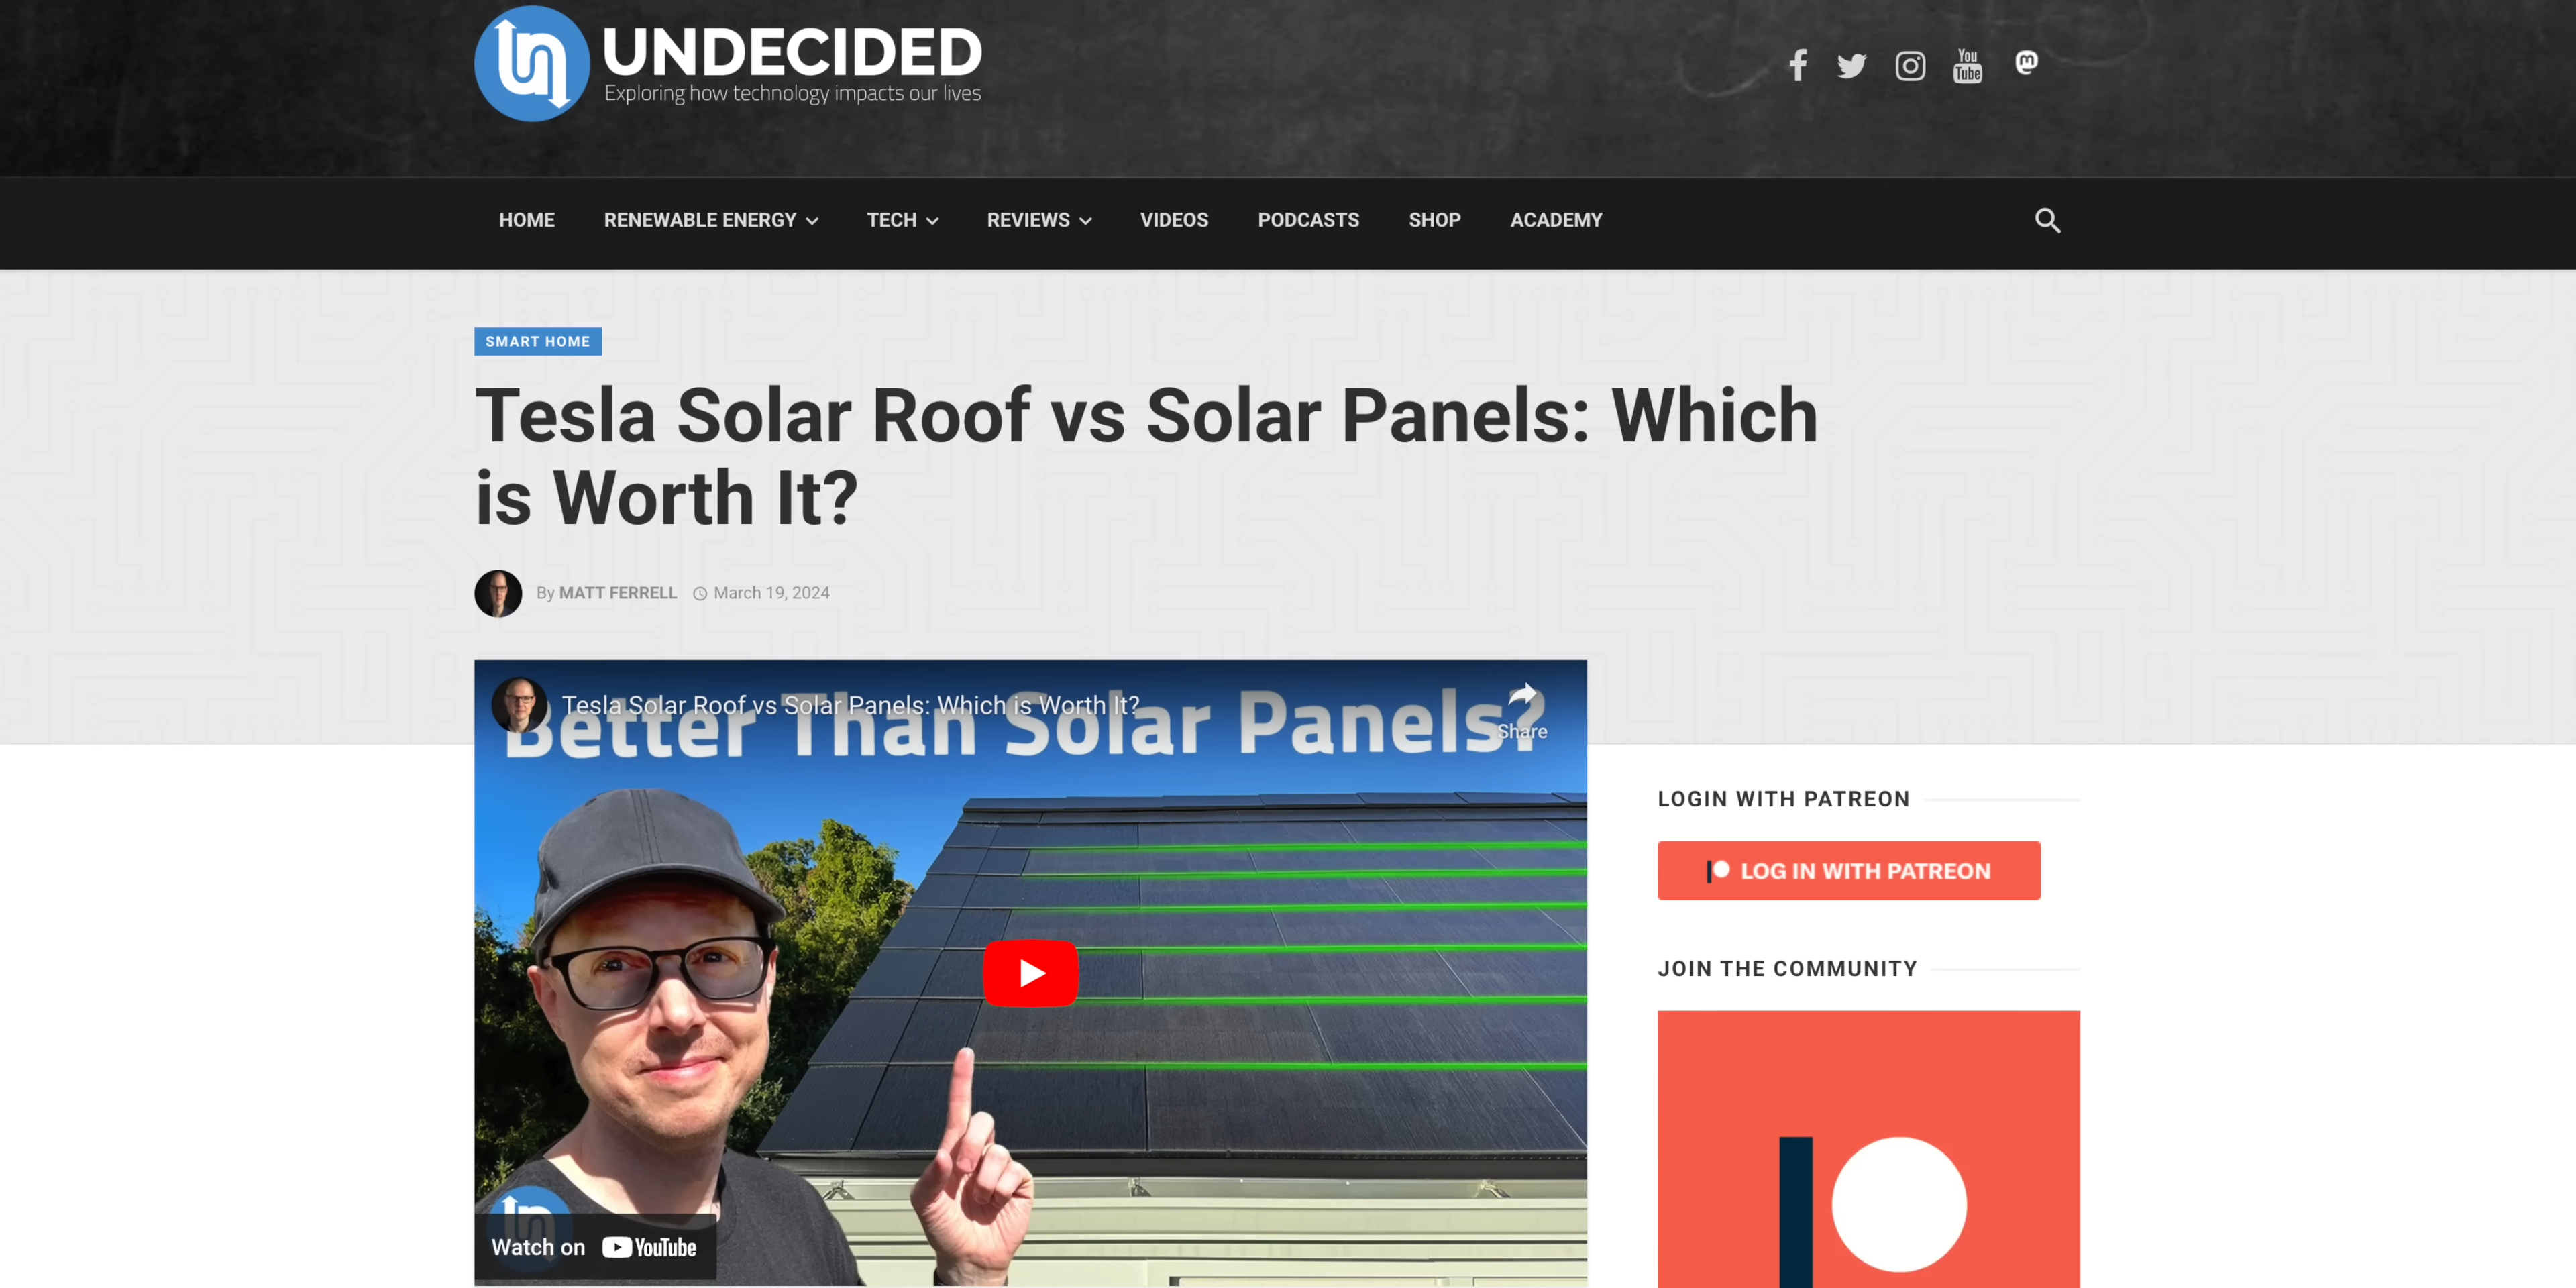 UNDECIDED
Exploring how technology impacts our lives
You
Tube
HOME
RENEWABLE ENERGY
TECH
REVIEWS
VIDEOS
PODCASTS
SHOP
ACADEMY
SMART HOME
Tesla Solar Roof vs Solar Panels: Which
is Worth It?
By MATT FERRELL March 19, 2024
Tesla Solar Roof vs Solar Panels: Which is Worth It?
Better Than Solar Panels?
Share
Watch on YouTube
LOGIN WITH PATREON
LOG IN WITH PATREON
JOIN THE COMMUNITY